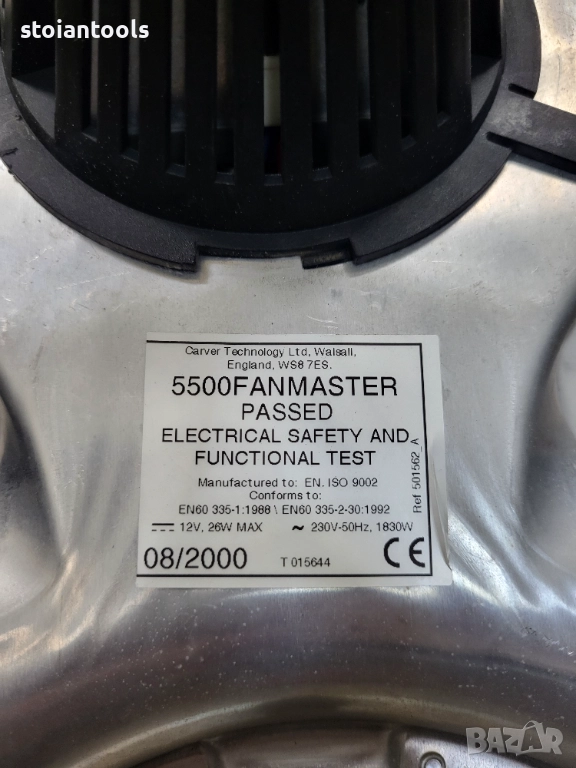 stoiantools
Carver Technology Ltd, Walsall,
England, WS8 7ES.
5500FANMASTER
PASSED
ELECTRICAL SAFETY AND
FUNCTIONAL TEST
Manufactured to: EN. ISO 9002
Conforms to:
EN60 335-1:1988 \ EN60 335-2-30:1992
⎓ 12V, 26W MAX ~ 230V-50Hz, 1830W
08/2000 T 015644 CE
Ref 501562_A
BAZAR